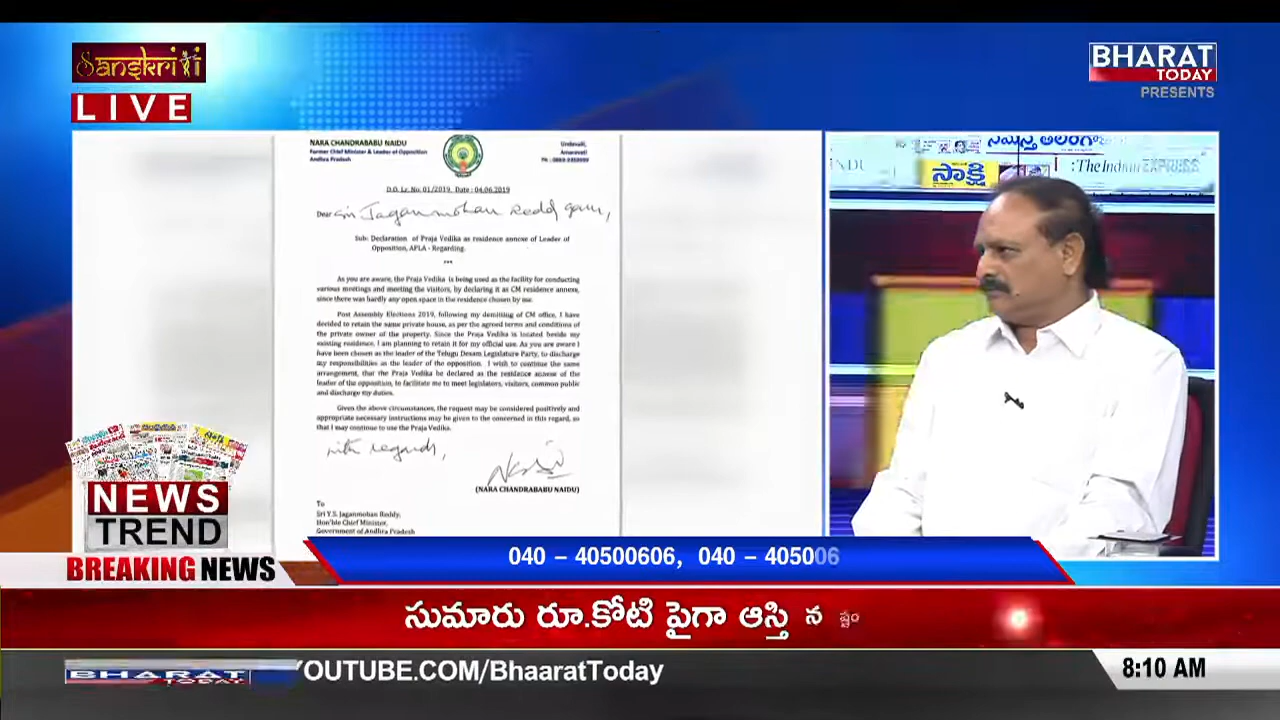 Sanskriti
LIVE
BHARAT
TODAY
PRESENTS
NARA CHANDRABABU NAIDU
Former Chief Minister & Leader of Opposition
Andhra Pradesh
Undavalli,
Amaravati
D.O. Lr. No. 01/2019, Date : 04.06.2019
Dear Sri Jaganmohan Reddy garu,
Sub: Declaration of Praja Vedika as residence annexe of Leader of
Opposition, APLA - Regarding.
***
As you are aware, the Praja Vedika is being used as the facility for conducting
various meetings and meeting the visitors, by declaring it as CM residence annexe,
since there was hardly any open space in the residence chosen by me.
Post Assembly Elections 2019, following my demitting of CM office, I have
decided to retain the same private house, as per the agreed terms and conditions of
the private owner of the property. Since the Praja Vedika is located beside my
existing residence, I am planning to retain it for my official use. As you are aware I
have been chosen as the leader of the Telugu Desam Legislature Party, to discharge
my responsibilities as the leader of the opposition. I wish to continue the same
arrangement, that the Praja Vedika be declared as the residence annexe of the
leader of the opposition, to facilitate me to meet legislators, visitors, common public
and discharge my duties.
Given the above circumstances, the request may be considered positively and
appropriate necessary instructions may be given to the concerned in this regard, so
that I may continue to use the Praja Vedika.
with regards,
(NARA CHANDRABABU NAIDU)
To
Sri Y.S. Jaganmohan Reddy,
Hon'ble Chief Minister,
Government of Andhra Pradesh
సాక్షి
The Indian EXPRESS
NEWS
TREND
BREAKING NEWS
040 – 40500606, 040 – 405006
సుమారు రూ.కోటి పైగా ఆస్తి నష్టం
BHARAT
TODAY
YOUTUBE.COM/BhaaratToday
8:10 AM